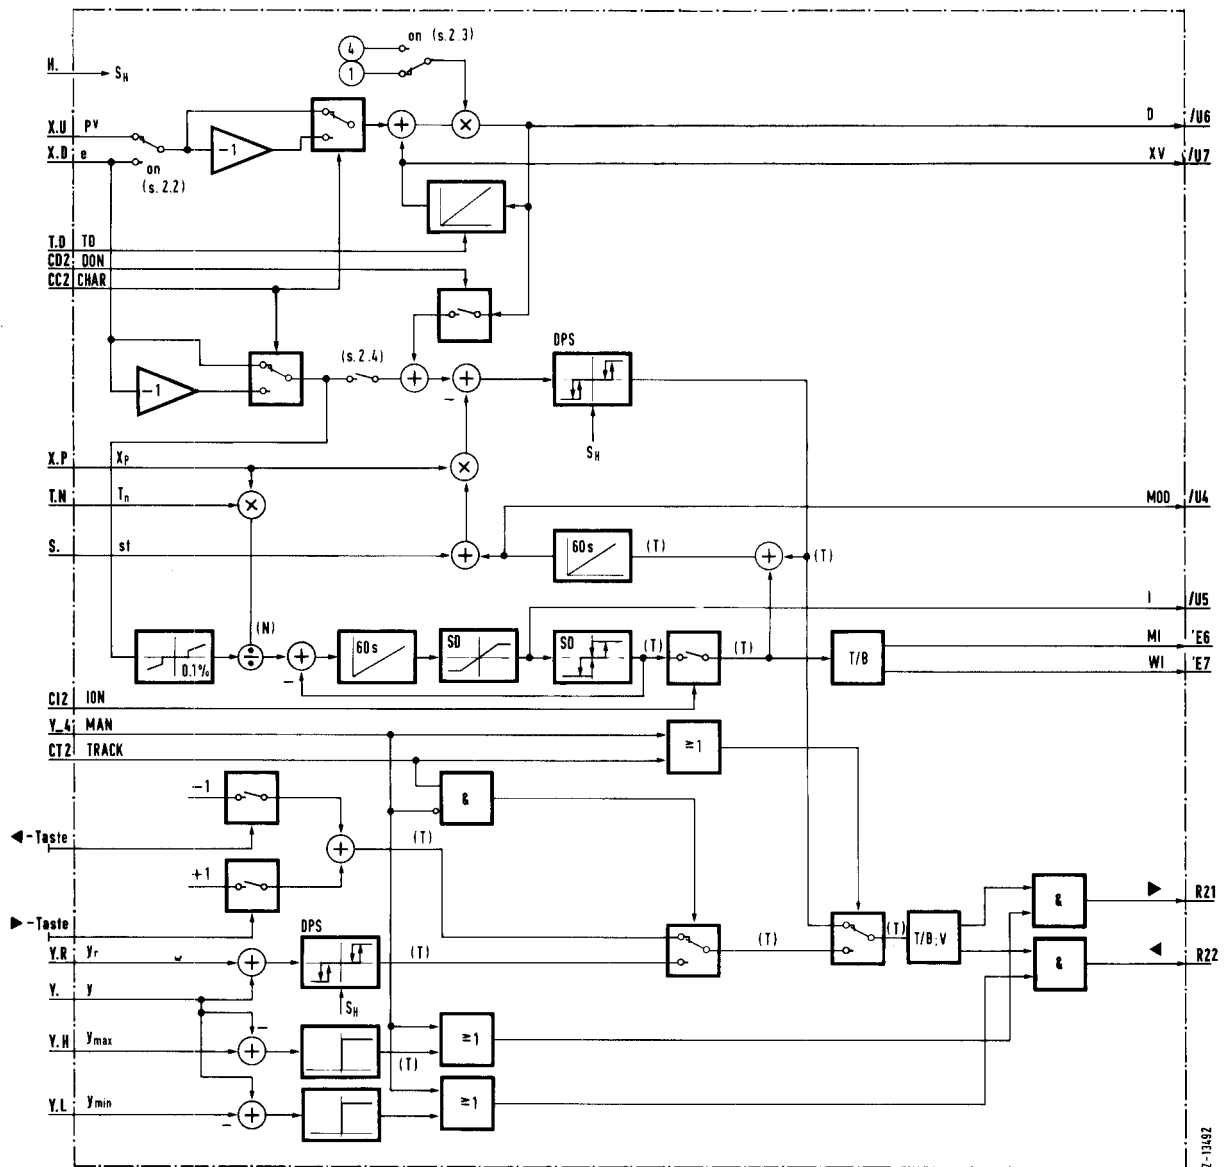 H.
S_H
4
on (s.2.3)
1
X.U PV
X.D e
on
(s.2.2)
-1
+
×
D /U6
XV /U7
T.D TD
CD2 DON
CC2 CHAR
-1
(s.2.4)
+
+
-
DPS
S_H
X.P X_P
×
T.N T_n
×
MOD /U4
S. st
+
60s
(T)
+
(T)
I /U5
(N)
0.1%
÷
+
-
60s
SD
SD
(T)
(T)
T/B
MI 'E6
WI 'E7
CI2 ION
Y_4 MAN
CT2 TRACK
≥1
-1
&
◄-Taste
+
(T)
+1
►-Taste
&
►
R21
DPS
Y.R y_r
+
(T)
(T)
(T)
T/B;V
&
◄
R22
Y. y
S_H
-
Y.H y_max
+
(T)
≥1
Y.L y_min
-
+
≥1
Z-13492